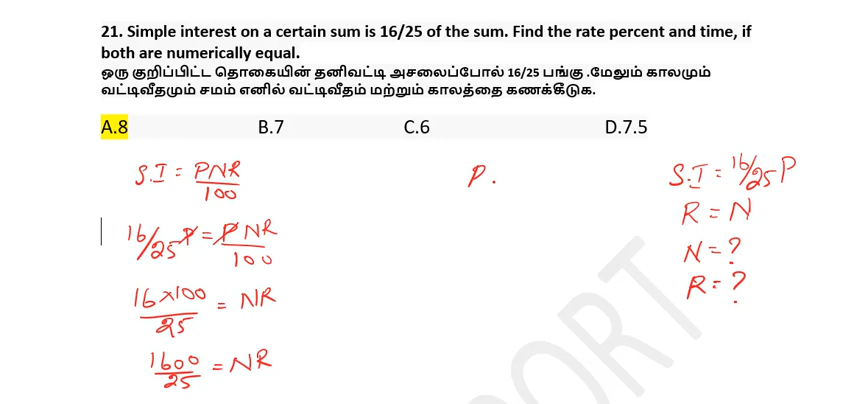 21. Simple interest on a certain sum is 16/25 of the sum. Find the rate percent and time, if
both are numerically equal.
ஒரு குறிப்பிட்ட தொகையின் தனிவட்டி அசலைப்போல் 16/25 பங்கு .மேலும் காலமும்
வட்டிவீதமும் சமம் எனில் வட்டிவீதம் மற்றும் காலத்தை கணக்கீடுக.
A.8 B.7 C.6 D.7.5
S.I = PNR/100
16/25 P = PNR/100
16×100/25 = NR
1600/25 = NR
P.
S.I = 16/25 P
R = N
N = ?
R = ?
PORT